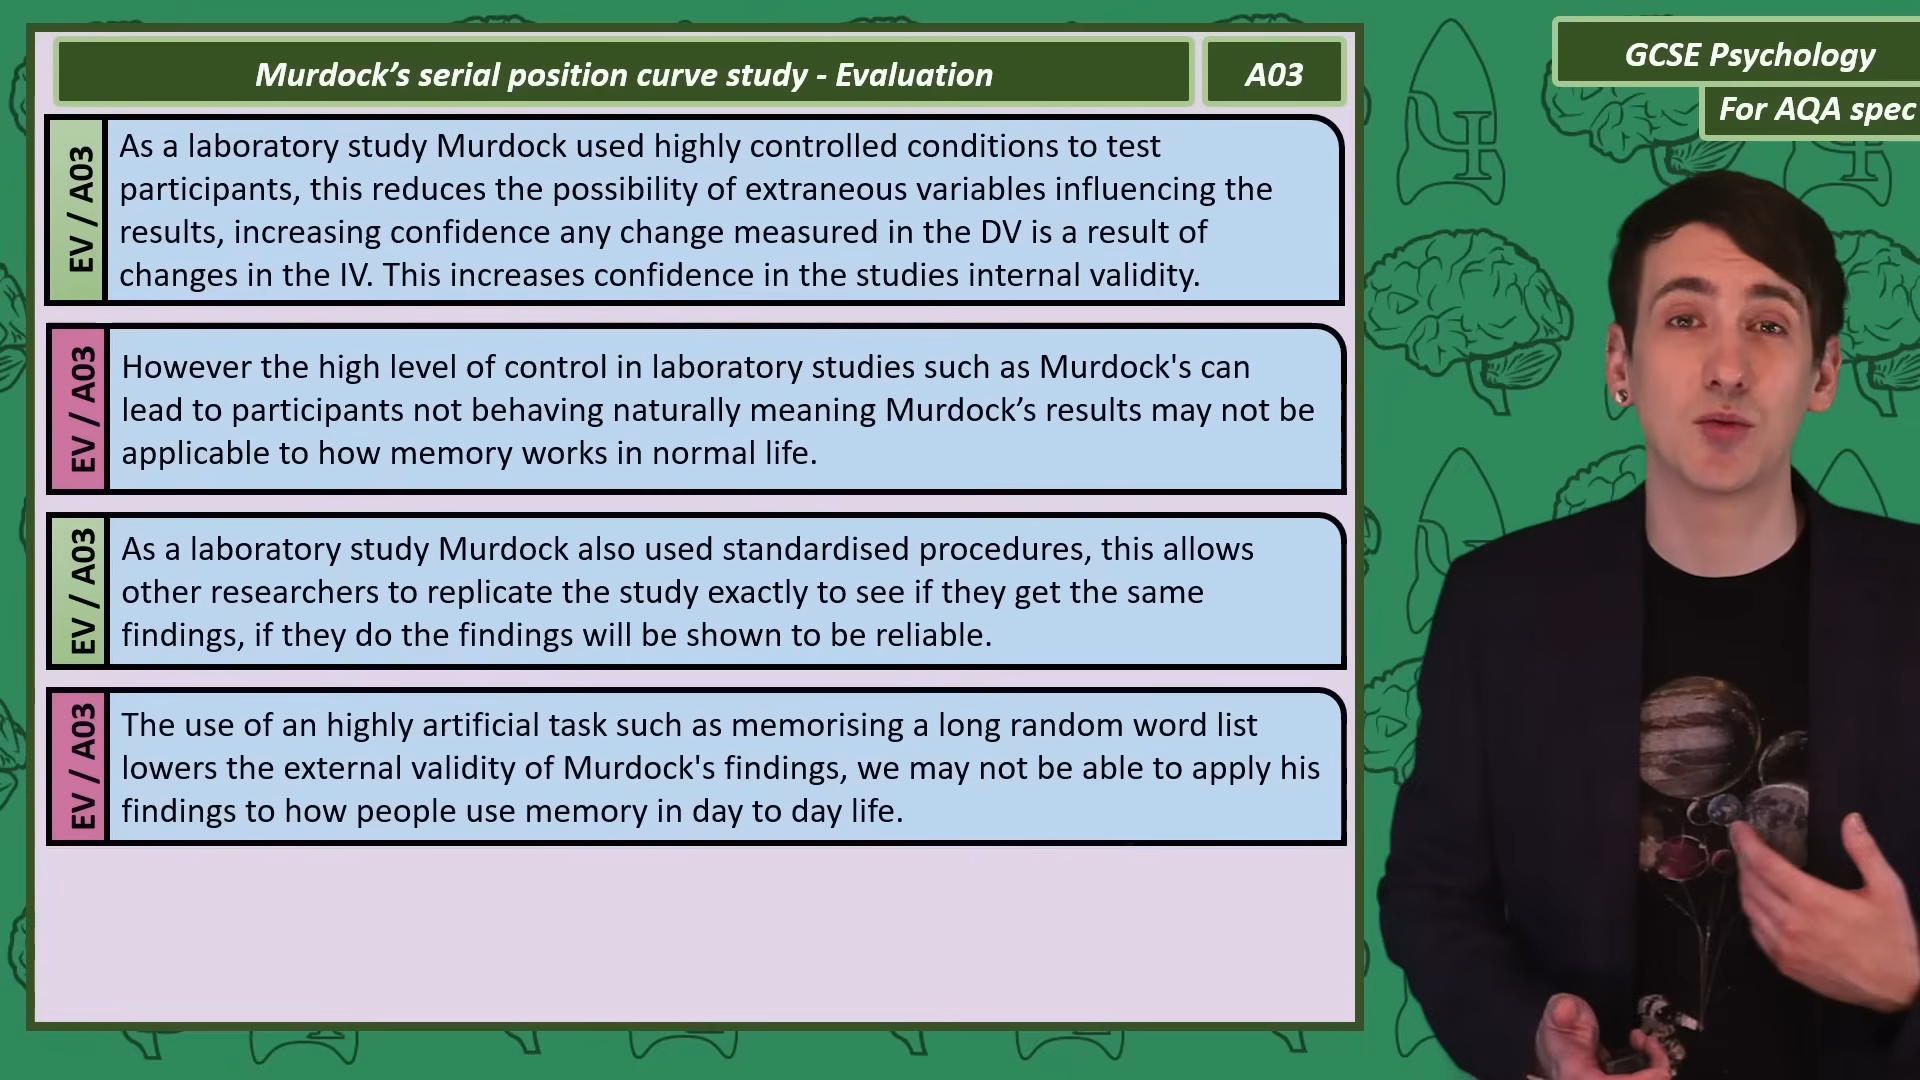 Murdock’s serial position curve study - Evaluation
A03
GCSE Psychology
For AQA spec
EV / A03
As a laboratory study Murdock used highly controlled conditions to test
participants, this reduces the possibility of extraneous variables influencing the
results, increasing confidence any change measured in the DV is a result of
changes in the IV. This increases confidence in the studies internal validity.
EV / A03
However the high level of control in laboratory studies such as Murdock's can
lead to participants not behaving naturally meaning Murdock’s results may not be
applicable to how memory works in normal life.
EV / A03
As a laboratory study Murdock also used standardised procedures, this allows
other researchers to replicate the study exactly to see if they get the same
findings, if they do the findings will be shown to be reliable.
EV / A03
The use of an highly artificial task such as memorising a long random word list
lowers the external validity of Murdock's findings, we may not be able to apply his
findings to how people use memory in day to day life.